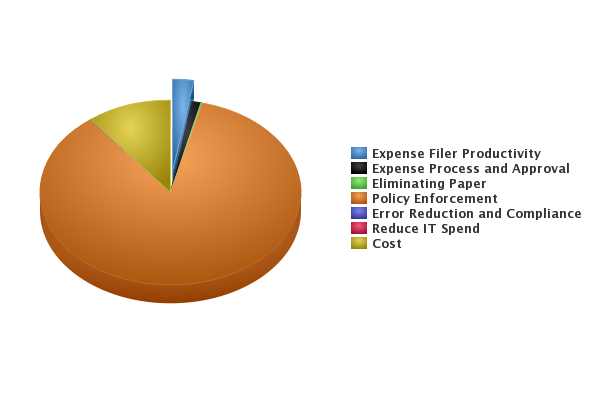 Expense Filer Productivity
Expense Process and Approval
Eliminating Paper
Policy Enforcement
Error Reduction and Compliance
Reduce IT Spend
Cost